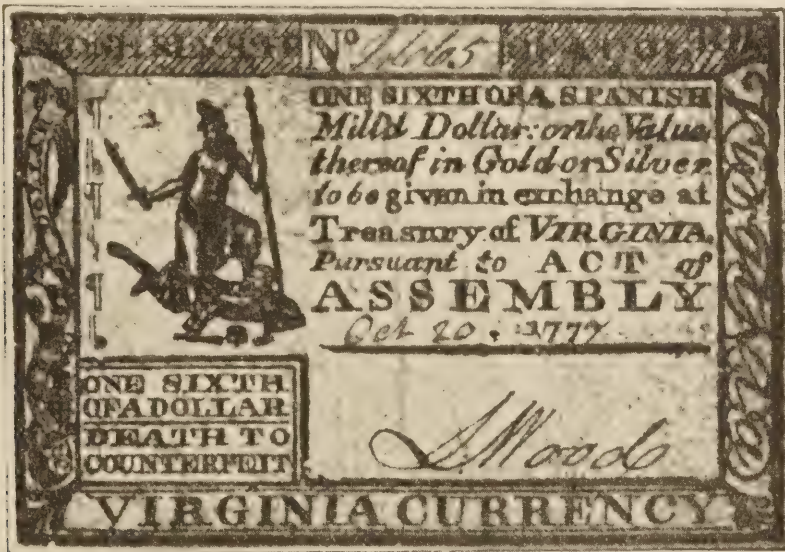 No
ONE SIXTH OF A SPANISH
Mill'd Dollar: or the Value
thereof in Gold or Silver
to be given in exchange at
Treasury of VIRGINIA.
Pursuant to ACT of
ASSEMBLY
Oct 20. 1777
ONE SIXTH
OF A DOLLAR
DEATH TO
COUNTERFEIT
VIRGINIA CURRENCY